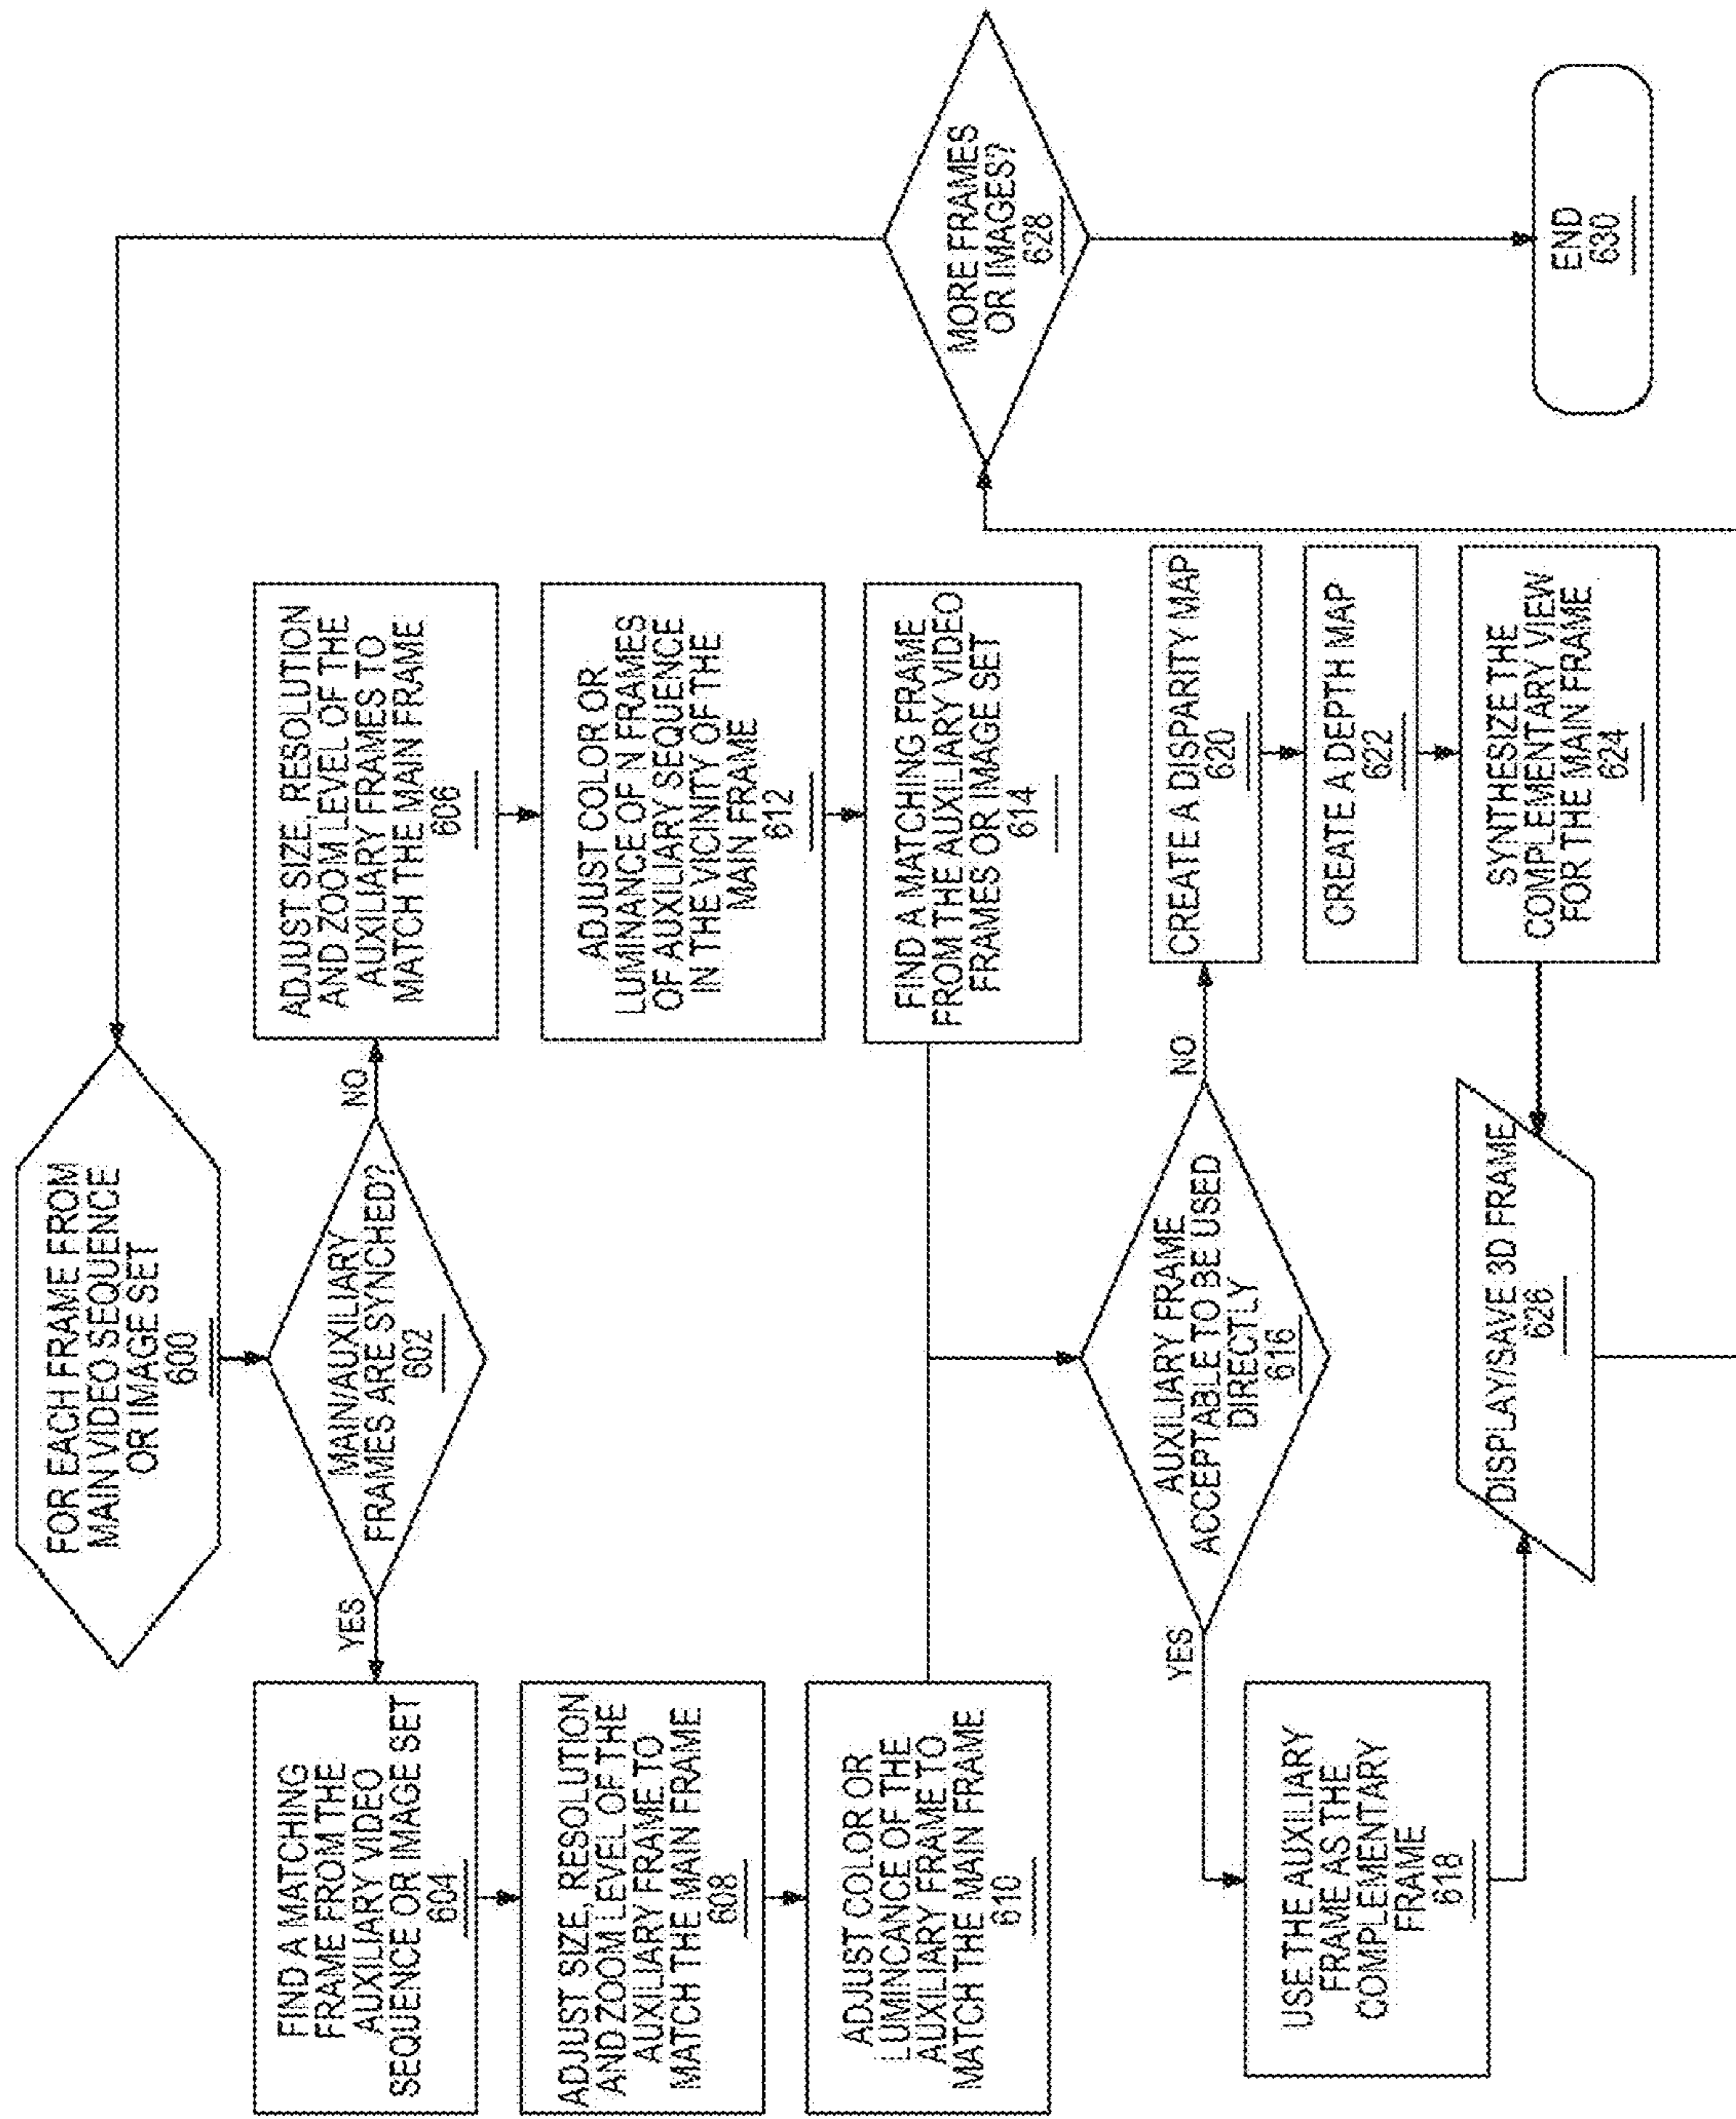 FOR EACH FRAME FROM
MAIN VIDEO SEQUENCE
OR IMAGE SET
600
MAIN/AUXILIARY
FRAMES ARE SYNCHED?
602
YES
NO
FIND A MATCHING
FRAME FROM THE
AUXILIARY VIDEO
SEQUENCE OR IMAGE SET
604
ADJUST SIZE, RESOLUTION
AND ZOOM LEVEL OF THE
AUXILIARY FRAME TO
MATCH THE MAIN FRAME
608
ADJUST COLOR OR
LUMINCANCE OF THE
AUXILIARY FRAME TO
MATCH THE MAIN FRAME
610
ADJUST SIZE, RESOLUTION
AND ZOOM LEVEL OF THE
AUXILIARY FRAMES TO
MATCH THE MAIN FRAME
606
ADJUST COLOR OR
LUMINANCE OF N FRAMES
OF AUXILIARY SEQUENCE
IN THE VICINITY OF THE
MAIN FRAME
612
FIND A MATCHING FRAME
FROM THE AUXILIARY VIDEO
FRAMES OR IMAGE SET
614
AUXILIARY FRAME
ACCEPTABLE TO BE USED
DIRECTLY
616
YES
NO
USE THE AUXILIARY
FRAME AS THE
COMPLEMENTARY
FRAME
618
CREATE A DISPARITY MAP
620
CREATE A DEPTH MAP
622
SYNTHESIZE THE
COMPLEMENTARY VIEW
FOR THE MAIN FRAME
624
DISPLAY/SAVE 3D FRAME
626
MORE FRAMES
OR IMAGES?
628
END
630